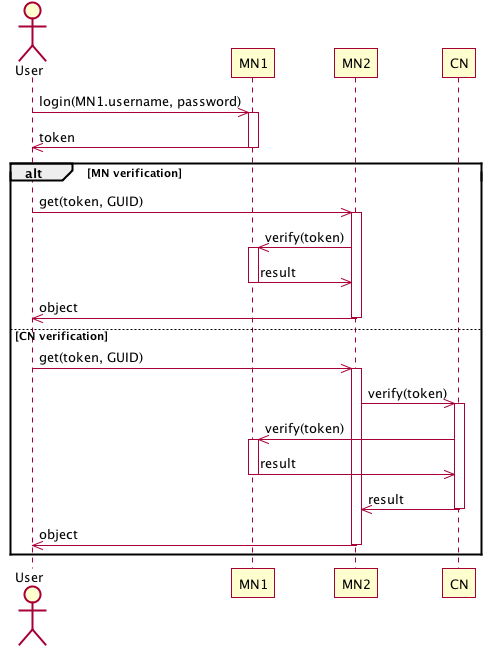 User
MN1 MN2 CN
login(MN1.username, password)
token
alt [MN verification]
get(token, GUID)
verify(token)
result
object
[CN verification]
get(token, GUID)
verify(token)
verify(token)
result
result
object
User
MN1 MN2 CN